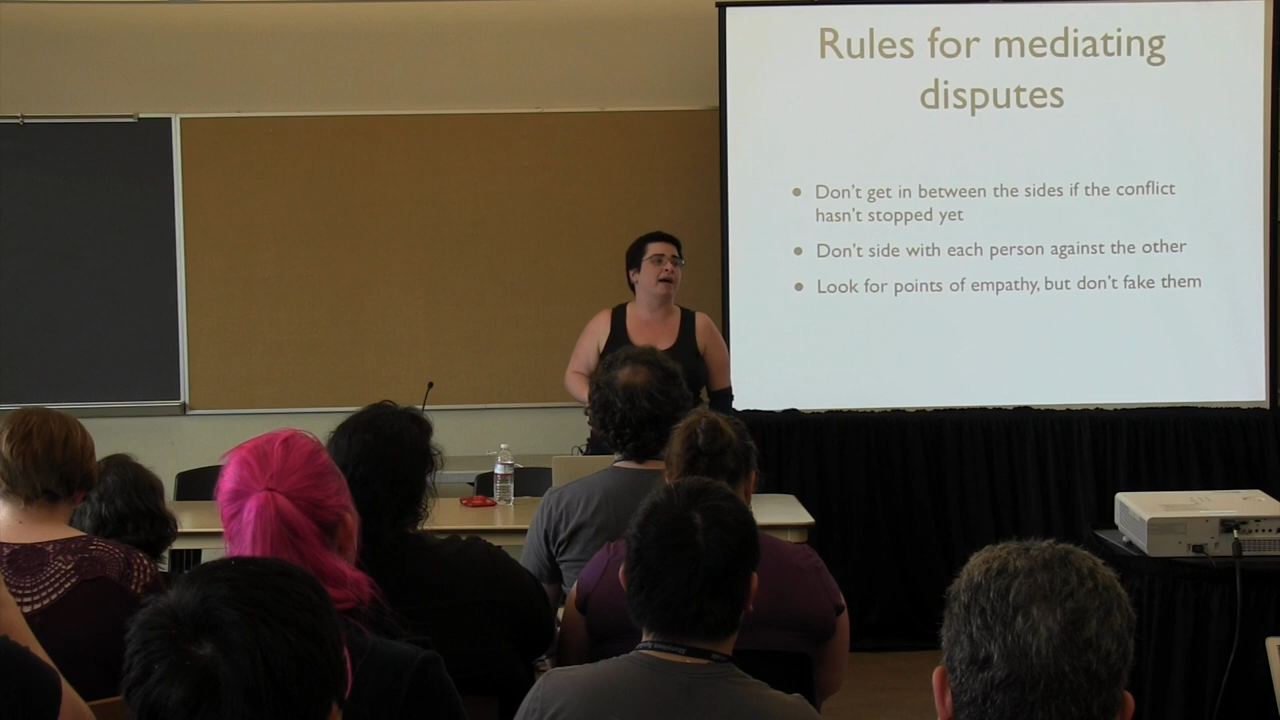 Rules for mediating
disputes
• Don't get in between the sides if the conflict
hasn't stopped yet
• Don't side with each person against the other
• Look for points of empathy, but don't fake them